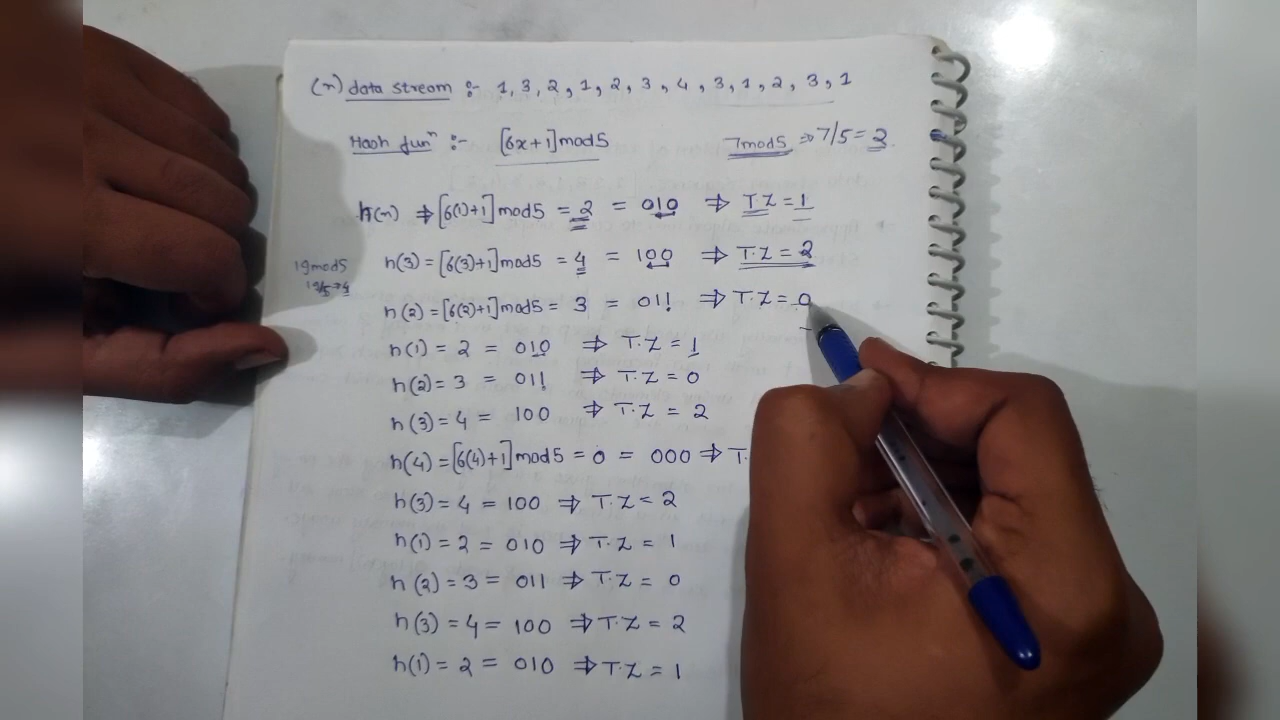 (x) data stream :- 1, 3, 2, 1, 2, 3, 4, 3, 1, 2, 3, 1
Hash funⁿ :- [6x+1]mod5 7mod5 ⇒ 7/5 = 2.
h(x) ⇒ [6(1)+1]mod5 = 2 = 010 ⇒ T.Z = 1
h(3) = [6(3)+1]mod5 = 4 = 100 ⇒ T.Z = 2
19mod5
19/5 ⇒ 4
h(2) = [6(2)+1]mod5 = 3 = 011 ⇒ T.Z = 0
h(1) = 2 = 010 ⇒ T.Z = 1
h(2) = 3 = 011 ⇒ T.Z = 0
h(3) = 4 = 100 ⇒ T.Z = 2
h(4) = [6(4)+1]mod5 = 0 = 000 ⇒ T.
h(3) = 4 = 100 ⇒ T.Z = 2
h(1) = 2 = 010 ⇒ T.Z = 1
h(2) = 3 = 011 ⇒ T.Z = 0
h(3) = 4 = 100 ⇒ T.Z = 2
h(1) = 2 = 010 ⇒ T.Z = 1